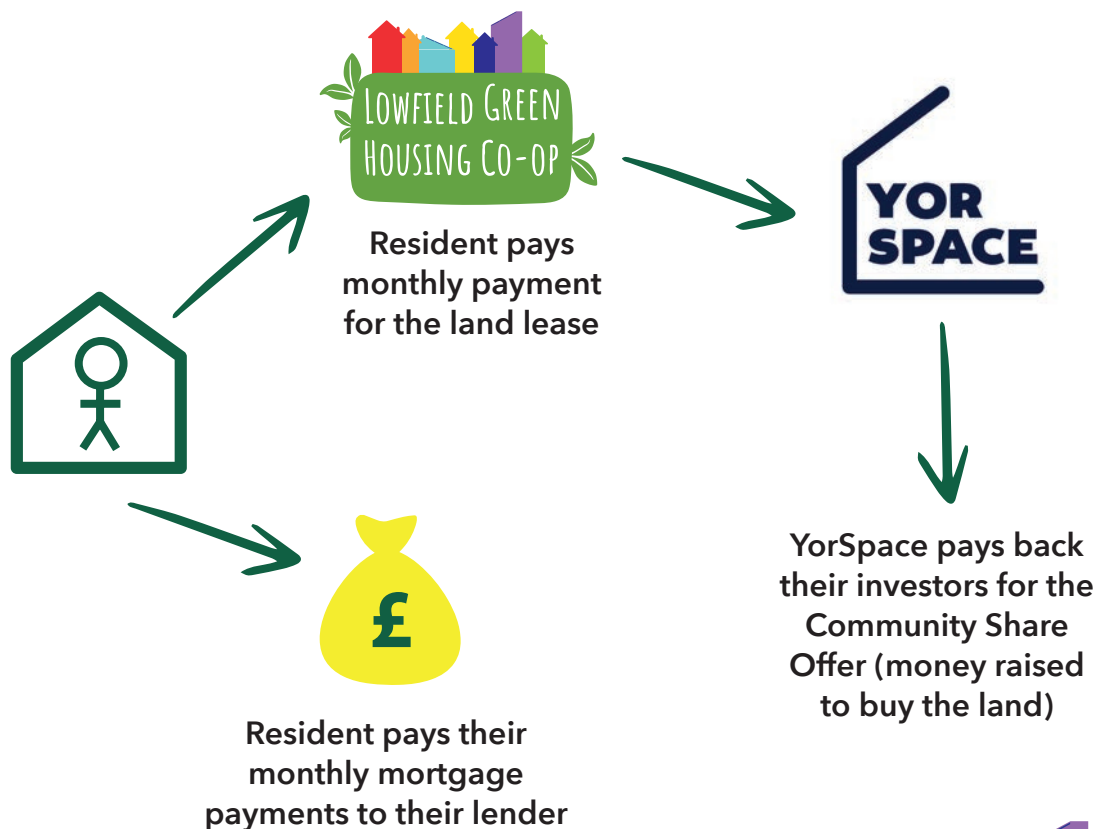 LOWFIELD GREEN
HOUSING CO-OP
Resident pays
monthly payment
for the land lease
YOR
SPACE
£
YorSpace pays back
their investors for the
Community Share
Offer (money raised
to buy the land)
Resident pays their
monthly mortgage
payments to their lender